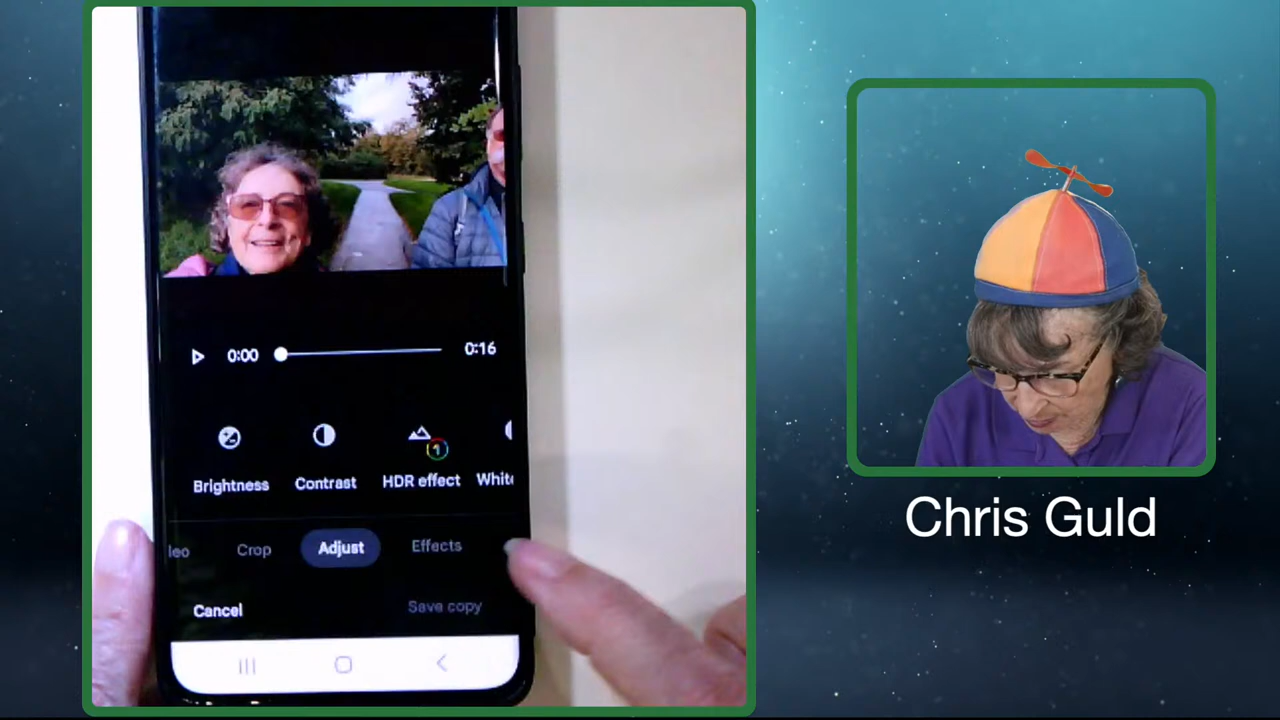 0:00
0:16
Brightness
Contrast
HDR effect
Adjust
Crop
Effects
Cancel
Save copy
Chris Guld